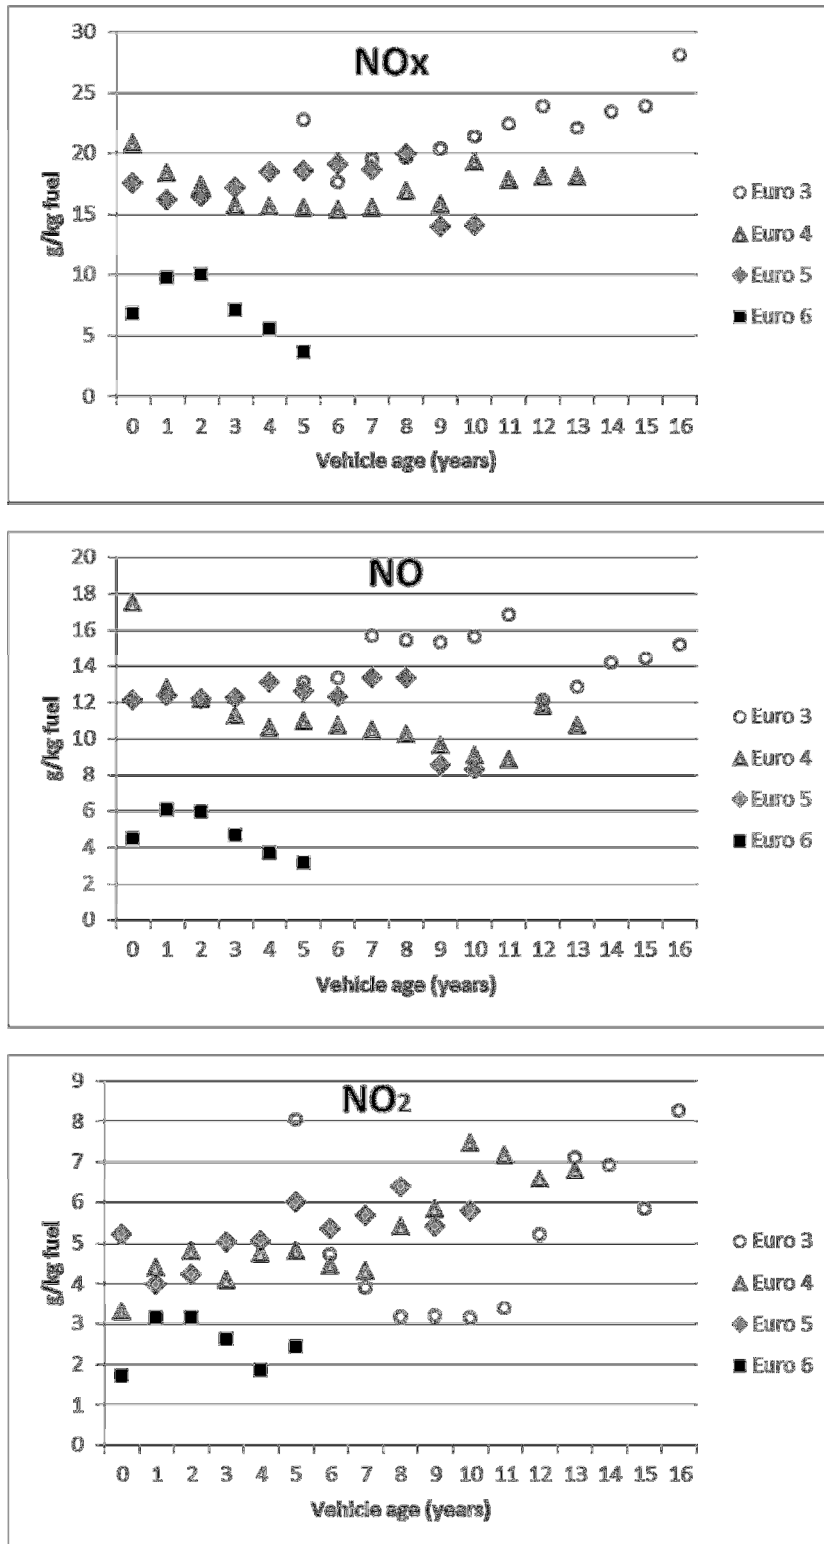 NOx
30
25
20
15
10
5
0
g/kg fuel
0 1 2 3 4 5 6 7 8 9 10 11 12 13 14 15 16
Vehicle age (years)
Euro 3
Euro 4
Euro 5
Euro 6
NO
20
18
16
14
12
10
8
6
4
2
0
g/kg fuel
0 1 2 3 4 5 6 7 8 9 10 11 12 13 14 15 16
Vehicle age (years)
Euro 3
Euro 4
Euro 5
Euro 6
NO2
9
8
7
6
5
4
3
2
1
0
g/kg fuel
0 1 2 3 4 5 6 7 8 9 10 11 12 13 14 15 16
Vehicle age (years)
Euro 3
Euro 4
Euro 5
Euro 6